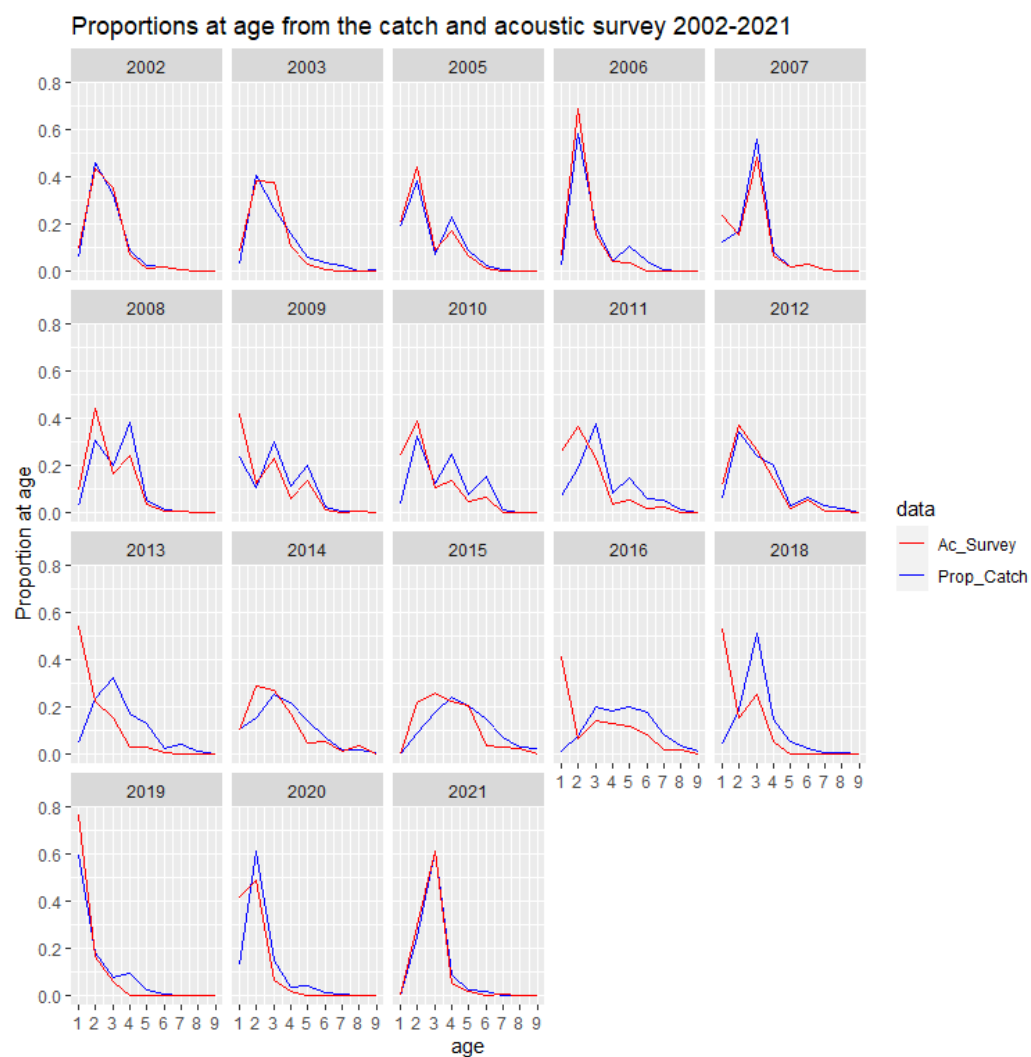 Proportions at age from the catch and acoustic survey 2002-2021
2002 2003 2005 2006 2007
0.8
0.6
0.4
0.2
0.0
2008 2009 2010 2011 2012
0.8
0.6
0.4
0.2
0.0
Proportion at age
data
Ac_Survey
Prop_Catch
2013 2014 2015 2016 2018
0.8
0.6
0.4
0.2
0.0
1 2 3 4 5 6 7 8 9 1 2 3 4 5 6 7 8 9
2019 2020 2021
0.8
0.6
0.4
0.2
0.0
1 2 3 4 5 6 7 8 9 1 2 3 4 5 6 7 8 9 1 2 3 4 5 6 7 8 9
age